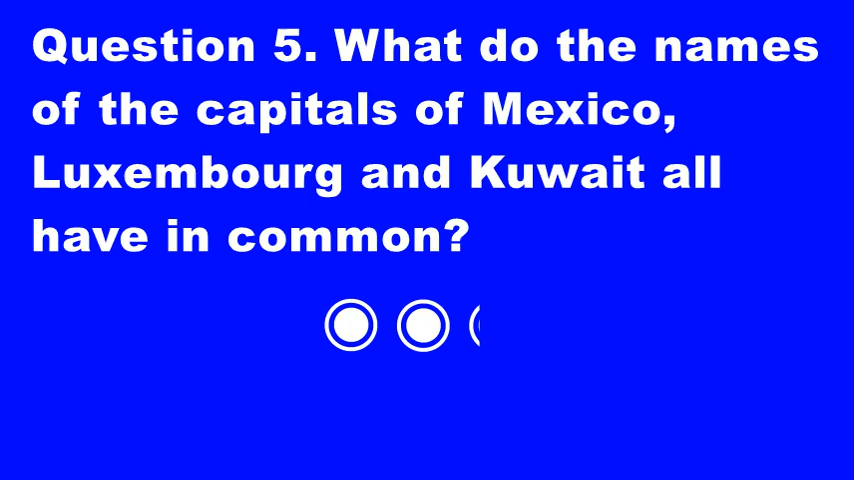 Question 5. What do the names
of the capitals of Mexico,
Luxembourg and Kuwait all
have in common?